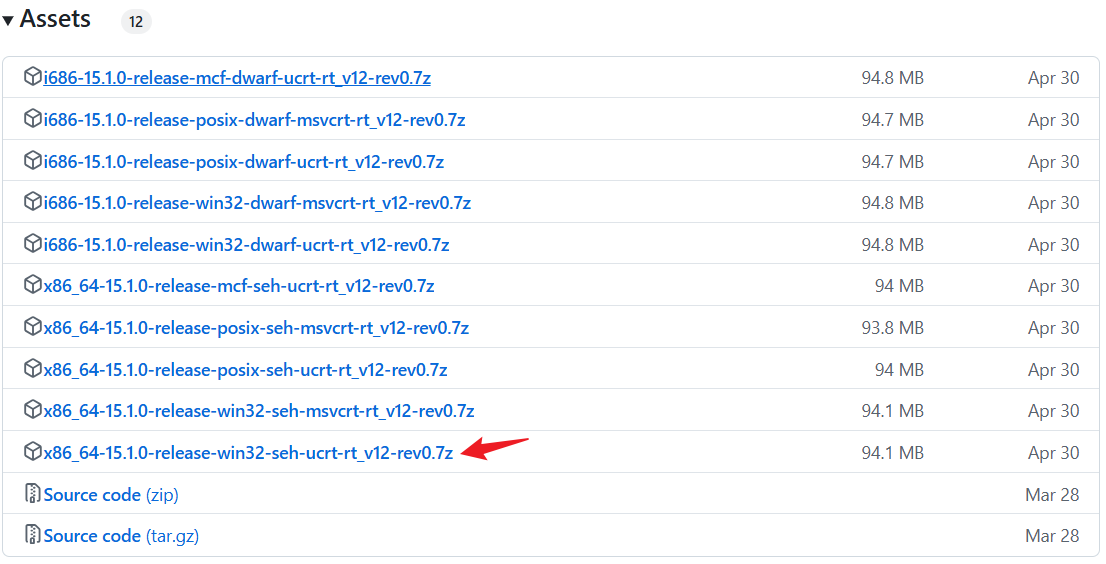 Assets 12
i686-15.1.0-release-mcf-dwarf-ucrt-rt_v12-rev0.7z 94.8 MB Apr 30
i686-15.1.0-release-posix-dwarf-msvcrt-rt_v12-rev0.7z 94.7 MB Apr 30
i686-15.1.0-release-posix-dwarf-ucrt-rt_v12-rev0.7z 94.7 MB Apr 30
i686-15.1.0-release-win32-dwarf-msvcrt-rt_v12-rev0.7z 94.8 MB Apr 30
i686-15.1.0-release-win32-dwarf-ucrt-rt_v12-rev0.7z 94.8 MB Apr 30
x86_64-15.1.0-release-mcf-seh-ucrt-rt_v12-rev0.7z 94 MB Apr 30
x86_64-15.1.0-release-posix-seh-msvcrt-rt_v12-rev0.7z 93.8 MB Apr 30
x86_64-15.1.0-release-posix-seh-ucrt-rt_v12-rev0.7z 94 MB Apr 30
x86_64-15.1.0-release-win32-seh-msvcrt-rt_v12-rev0.7z 94.1 MB Apr 30
x86_64-15.1.0-release-win32-seh-ucrt-rt_v12-rev0.7z 94.1 MB Apr 30
Source code (zip) Mar 28
Source code (tar.gz) Mar 28